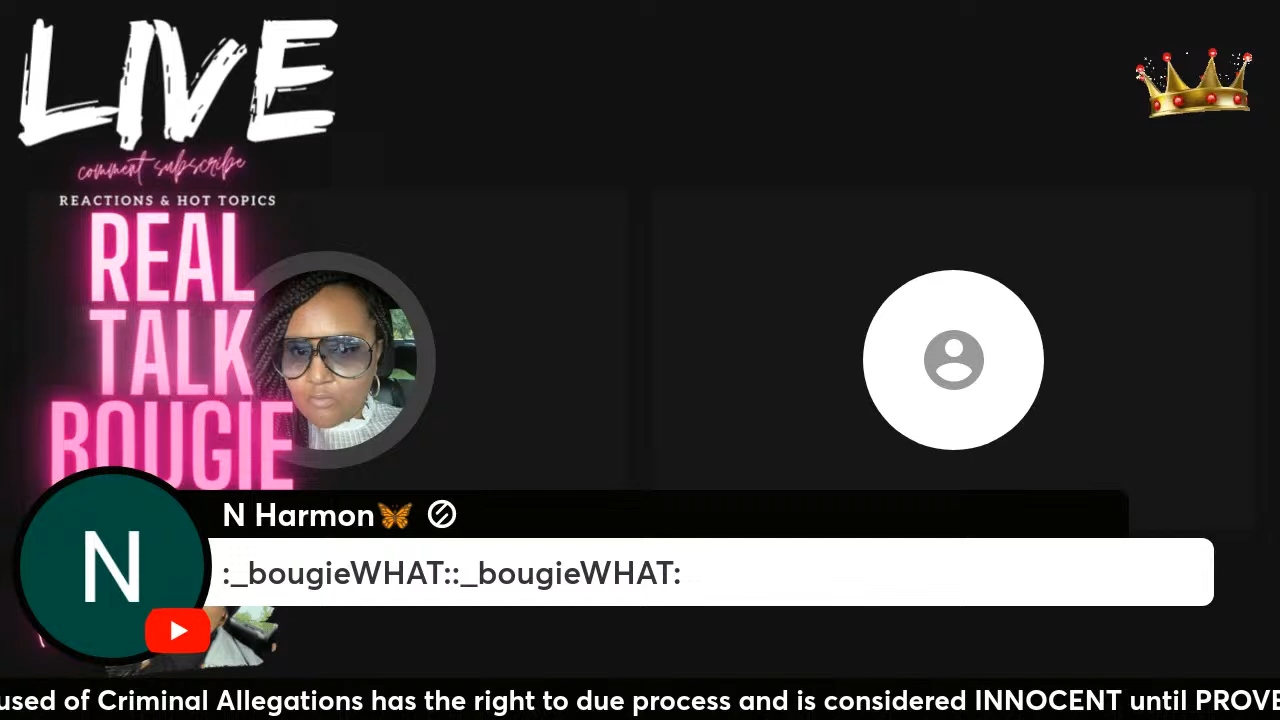 LIVE
comment subscribe
REACTIONS & HOT TOPICS
REAL
TALK
BOUGIE
N
N Harmon🦋
:_bougieWHAT::_bougieWHAT:
used of Criminal Allegations has the right to due process and is considered INNOCENT until PROVE